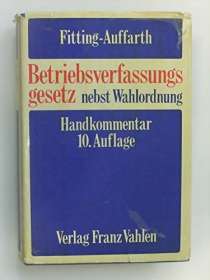 Fitting-Auffarth
Betriebsverfassungs
gesetz nebst Wahlordnung
Handkommentar
10. Auflage
Verlag Franz Vahlen